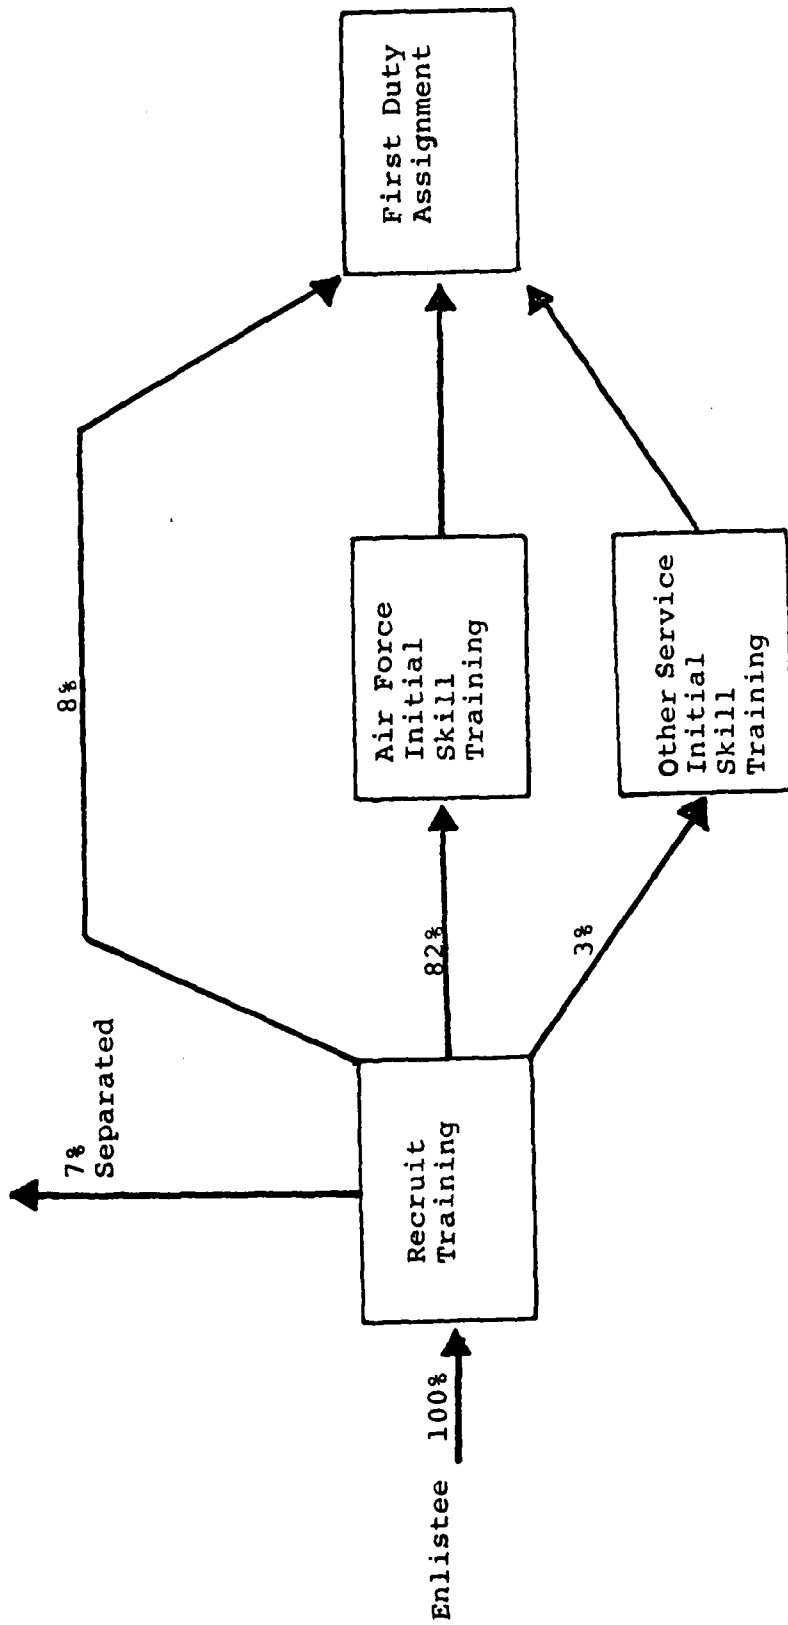 Enlistee 100%
Recruit
Training
7%
Separated
8%
82%
3%
Air Force
Initial
Skill
Training
Other Service
Initial
Skill
Training
First Duty
Assignment